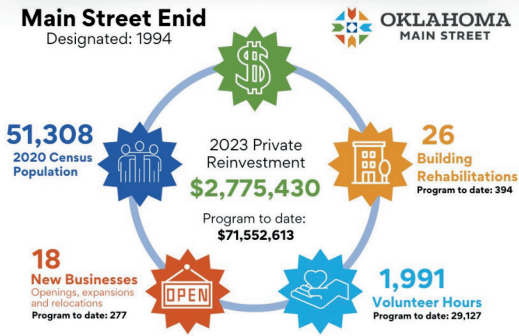 Main Street Enid
Designated: 1994
OKLAHOMA
MAIN STREET
$
51,308
2020 Census
Population
2023 Private
Reinvestment
$2,775,430
Program to date:
$71,552,613
26
Building
Rehabilitations
Program to date: 394
18
New Businesses
Openings, expansions
and relocations
Program to date: 277
OPEN
1,991
Volunteer Hours
Program to date: 29,127